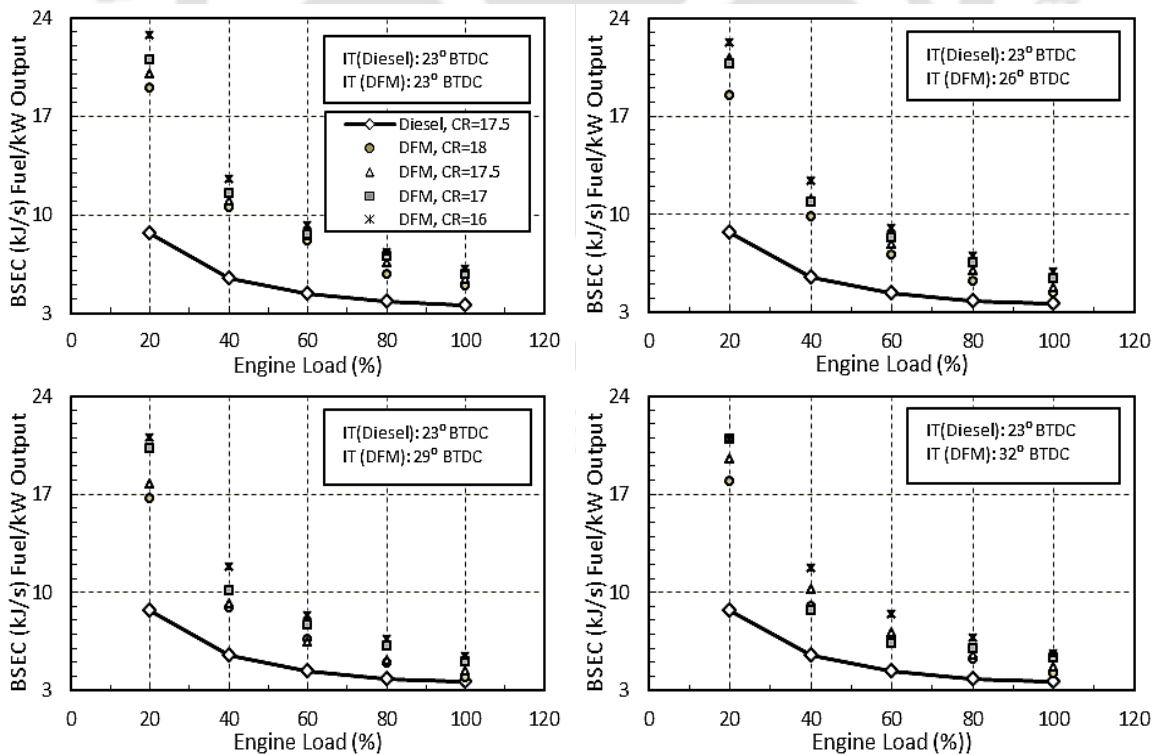 24
17
10
3
BSEC (kJ/s) Fuel/kW Output
IT(Diesel): 23° BTDC
IT (DFM): 23° BTDC
Diesel, CR=17.5
DFM, CR=18
DFM, CR=17.5
DFM, CR=17
DFM, CR=16
0 20 40 60 80 100 120
Engine Load (%)
24
17
10
3
BSEC (kJ/s) Fuel/kW Output
IT(Diesel): 23° BTDC
IT (DFM): 26° BTDC
0 20 40 60 80 100 120
Engine Load (%)
24
17
10
3
BSEC (kJ/s) Fuel/kW Output
IT(Diesel): 23° BTDC
IT (DFM): 29° BTDC
0 20 40 60 80 100 120
Engine Load (%)
24
17
10
3
BSEC (kJ/s) Fuel/kW Output
IT(Diesel): 23° BTDC
IT (DFM): 32° BTDC
0 20 40 60 80 100 120
Engine Load (%))